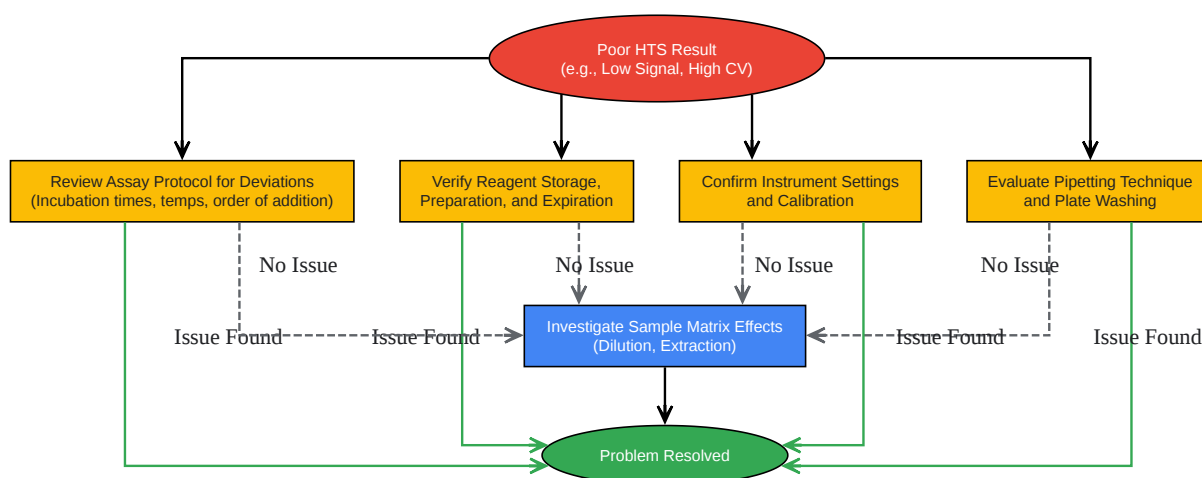 Poor HTS Result
(e.g., Low Signal, High CV)
Review Assay Protocol for Deviations
(Incubation times, temps, order of addition)
Verify Reagent Storage,
Preparation, and Expiration
Confirm Instrument Settings
and Calibration
Evaluate Pipetting Technique
and Plate Washing
No Issue
No Issue
No Issue
No Issue
Issue Found
Issue Found
Investigate Sample Matrix Effects
(Dilution, Extraction)
Issue Found
Issue Found
Problem Resolved